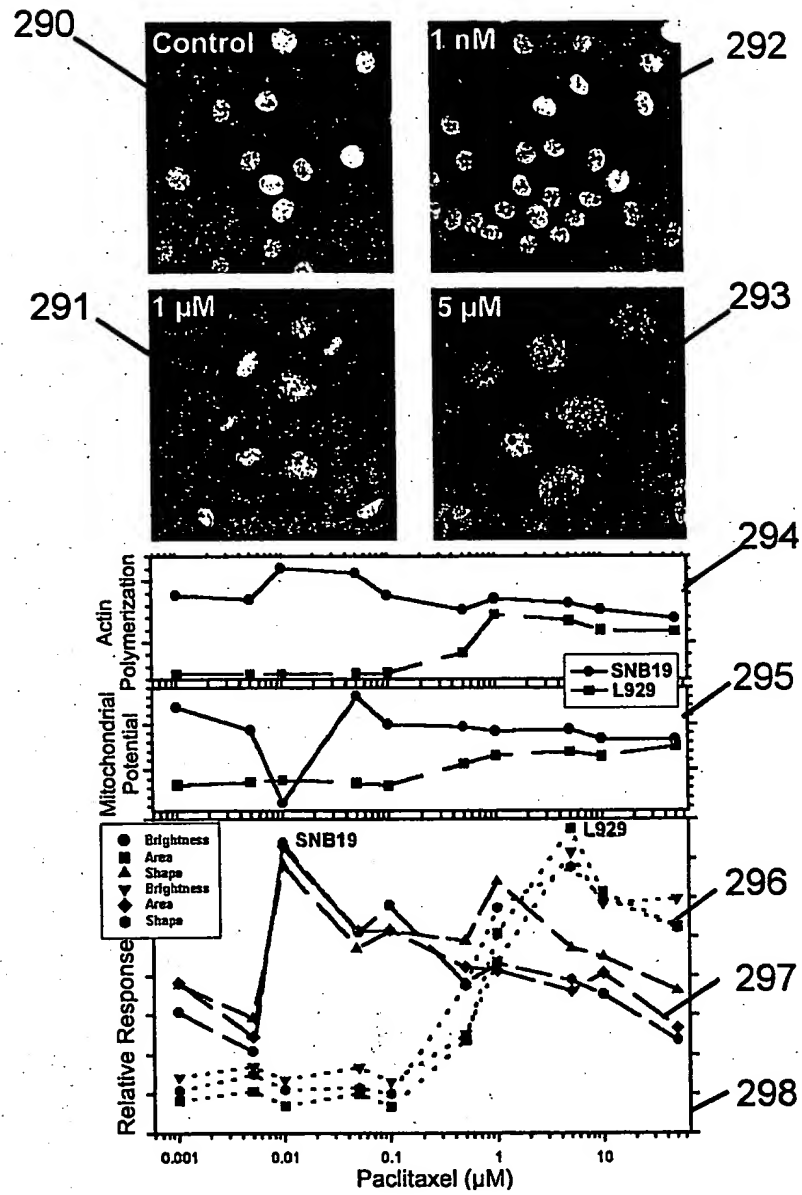 290
Control
1 nM
292
291
1 µM
5 µM
293
Actin
Polymerization
294
SNB19
L929
Mitochondrial
Potential
295
Brightness
Area
Shape
Brightness
Area
Shape
SNB19
L929
296
297
298
Relative Response
0.001
0.01
0.1
1
10
Paclitaxel (µM)